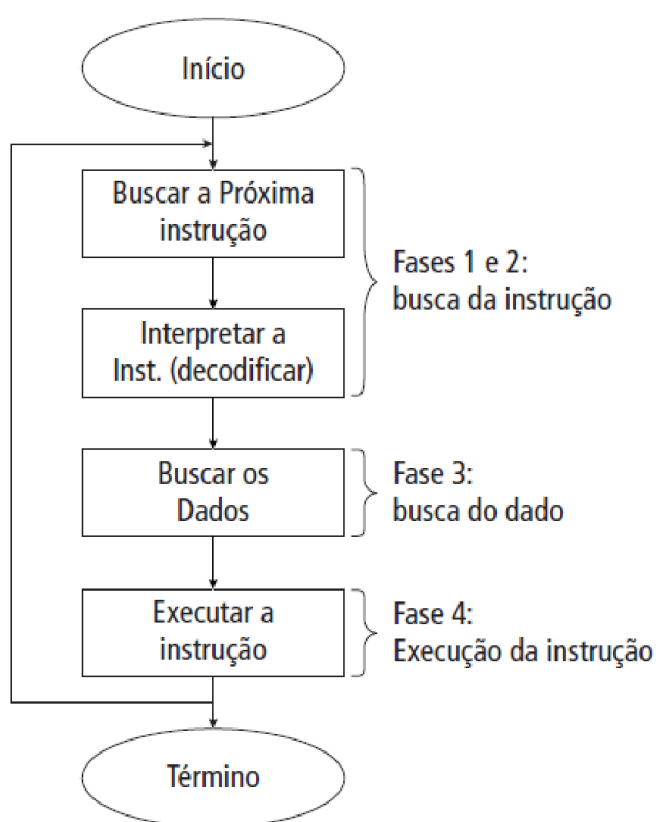 Início
Buscar a Próxima
instrução
Fases 1 e 2:
busca da instrução
Interpretar a
Inst. (decodificar)
Buscar os
Dados
Fase 3:
busca do dado
Executar a
instrução
Fase 4:
Execução da instrução
Término